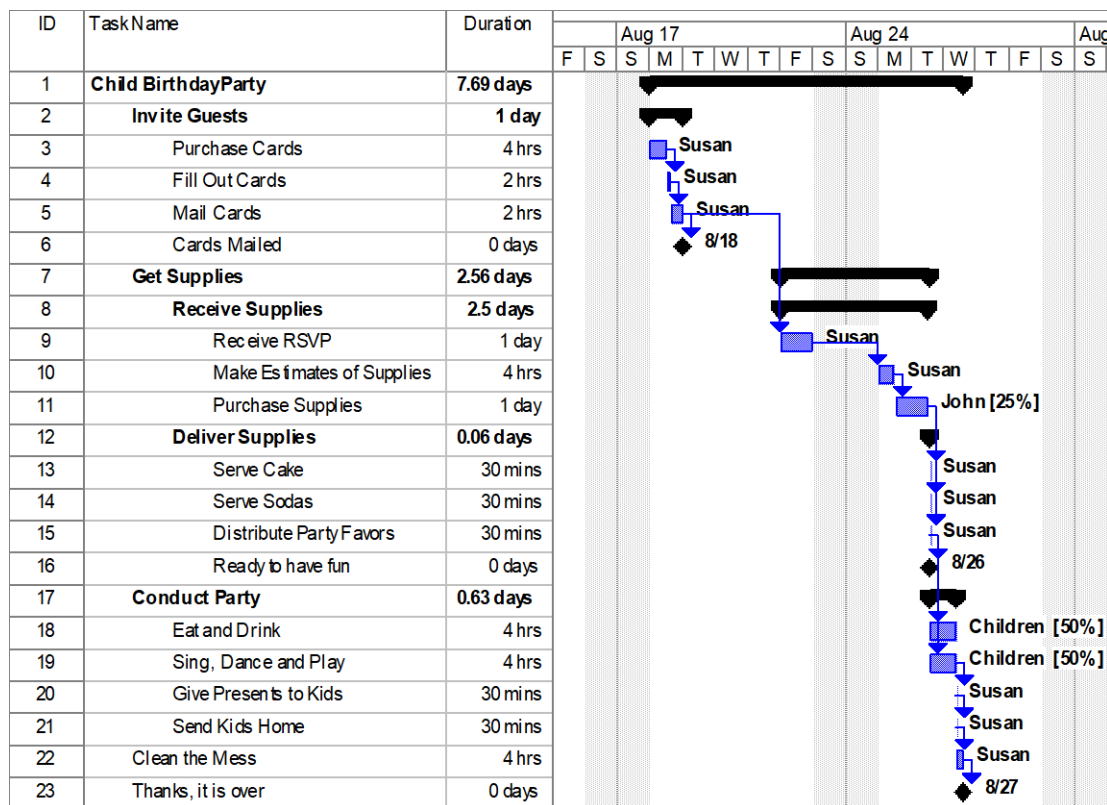 ID Task Name Duration
Aug 17 Aug 24 Aug
F S S M T W T F S S M T W T F S S
1 Child Birthday Party 7.69 days
2 Invite Guests 1 day
3 Purchase Cards 4 hrs Susan
4 Fill Out Cards 2 hrs Susan
5 Mail Cards 2 hrs Susan
6 Cards Mailed 0 days 8/18
7 Get Supplies 2.56 days
8 Receive Supplies 2.5 days
9 Receive RSVP 1 day Susan
10 Make Estimates of Supplies 4 hrs Susan
11 Purchase Supplies 1 day John [25%]
12 Deliver Supplies 0.06 days
13 Serve Cake 30 mins Susan
14 Serve Sodas 30 mins Susan
15 Distribute Party Favors 30 mins Susan
16 Ready to have fun 0 days 8/26
17 Conduct Party 0.63 days
18 Eat and Drink 4 hrs Children [50%]
19 Sing, Dance and Play 4 hrs Children [50%]
20 Give Presents to Kids 30 mins Susan
21 Send Kids Home 30 mins Susan
22 Clean the Mess 4 hrs Susan
23 Thanks, it is over 0 days 8/27